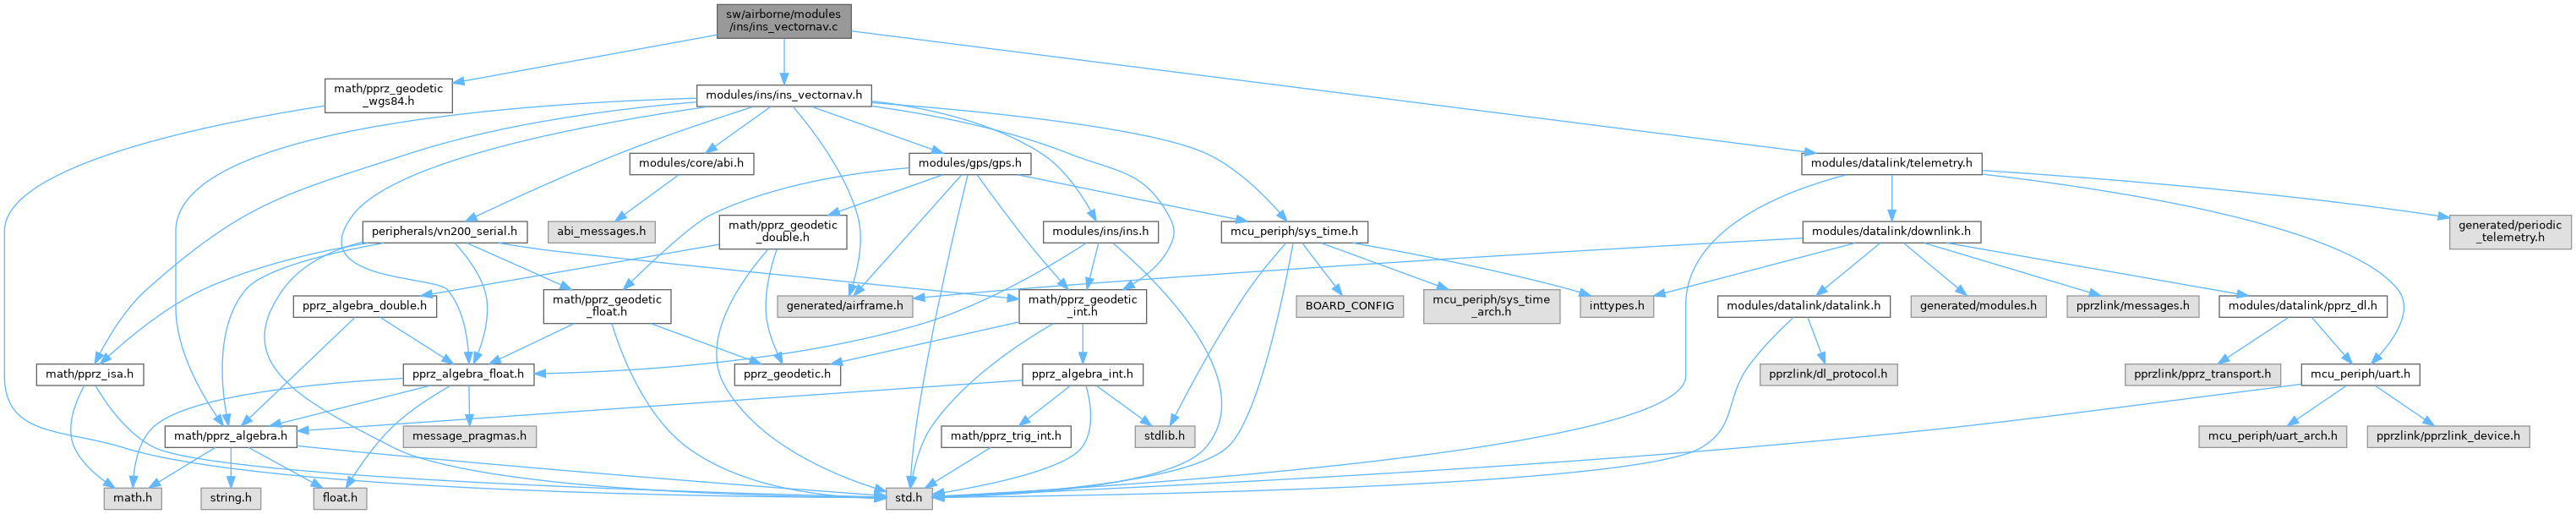 sw/airborne/modules
/ins/ins_vectornav.c
math/pprz_geodetic
_wgs84.h
modules/ins/ins_vectornav.h
modules/core/abi.h
modules/gps/gps.h
modules/datalink/telemetry.h
peripherals/vn200_serial.h
abi_messages.h
math/pprz_geodetic
_double.h
modules/ins/ins.h
mcu_periph/sys_time.h
modules/datalink/downlink.h
generated/periodic
_telemetry.h
pprz_algebra_double.h
math/pprz_geodetic
_float.h
generated/airframe.h
math/pprz_geodetic
_int.h
BOARD_CONFIG
mcu_periph/sys_time
_arch.h
inttypes.h
modules/datalink/datalink.h
generated/modules.h
pprzlink/messages.h
modules/datalink/pprz_dl.h
math/pprz_isa.h
pprz_algebra_float.h
pprz_geodetic.h
pprz_algebra_int.h
pprzlink/dl_protocol.h
pprzlink/pprz_transport.h
mcu_periph/uart.h
math/pprz_algebra.h
message_pragmas.h
math/pprz_trig_int.h
stdlib.h
mcu_periph/uart_arch.h
pprzlink/pprzlink_device.h
math.h
string.h
float.h
std.h